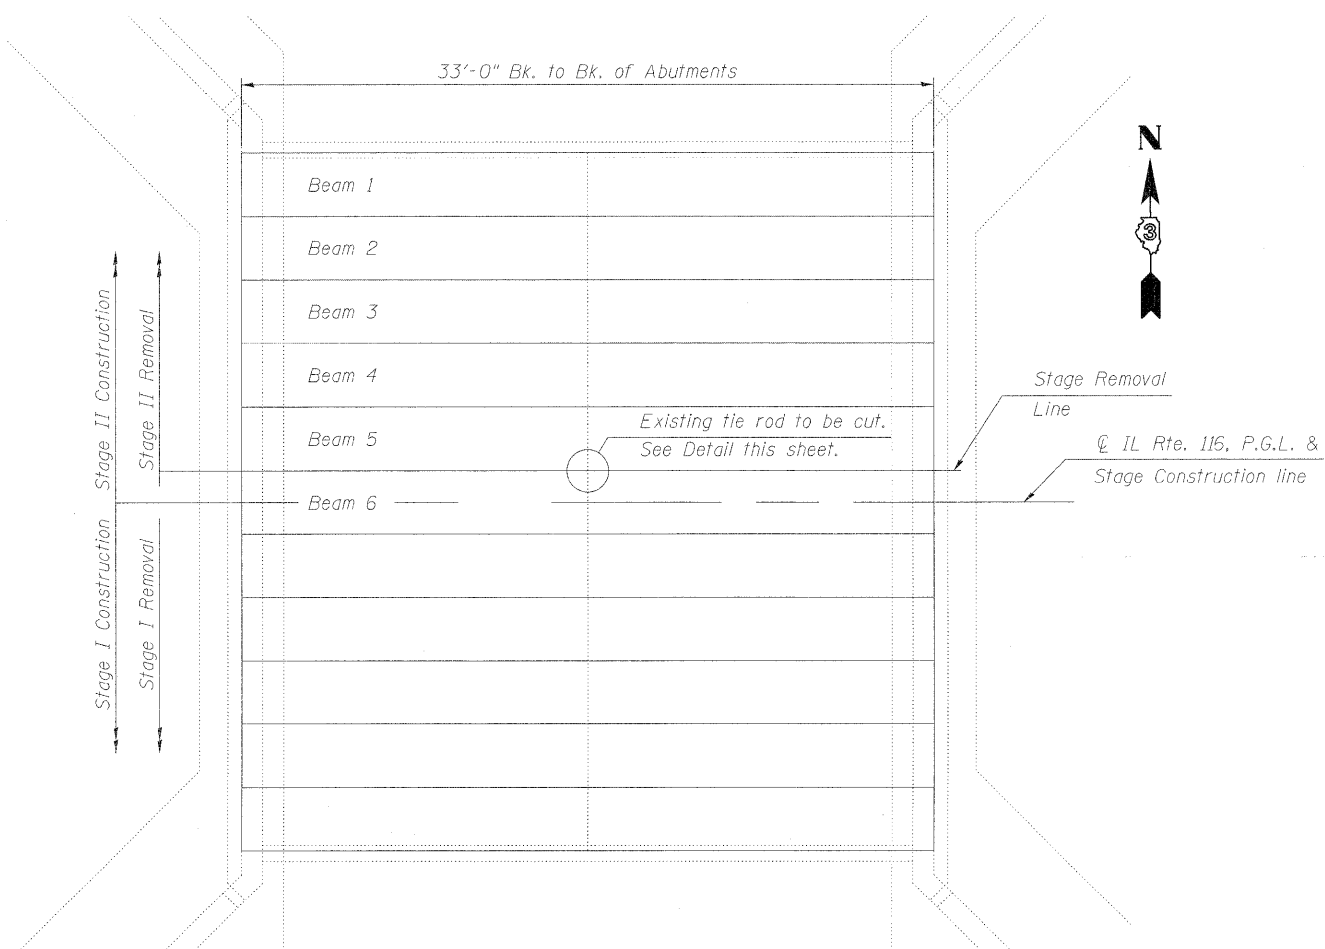 33'-0" Bk. to Bk. of Abutments
N
3
Beam 1
Beam 2
Beam 3
Beam 4
Beam 5
Beam 6
Existing tie rod to be cut.
See Detail this sheet.
Stage Removal
Line
℄ IL Rte. 116, P.G.L. &
Stage Construction line
Stage II Construction
Stage II Removal
Stage I Construction
Stage I Removal